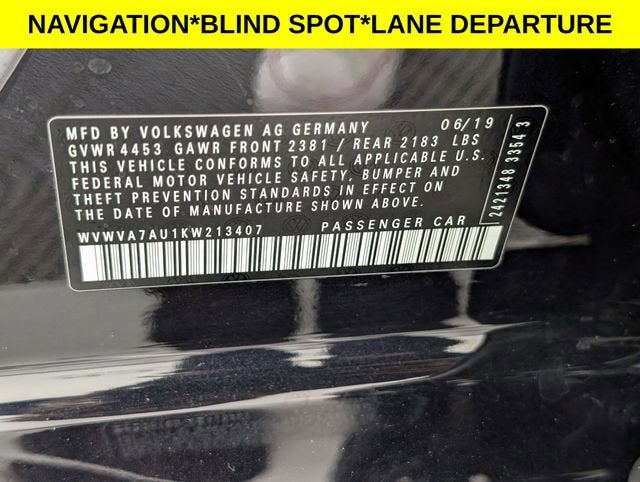 NAVIGATION*BLIND SPOT*LANE DEPARTURE
MFD BY VOLKSWAGEN AG GERMANY 06/19
GVWR 4453 GAWR FRONT 2381 / REAR 2183 LBS
THIS VEHICLE CONFORMS TO ALL APPLICABLE U.S.
FEDERAL MOTOR VEHICLE SAFETY, BUMPER AND
THEFT PREVENTION STANDARDS IN EFFECT ON
THE DATE OF MANUFACTURE SHOWN ABOVE.
WVWVA7AU1KW213407 PASSENGER CAR
2421348 3354 3